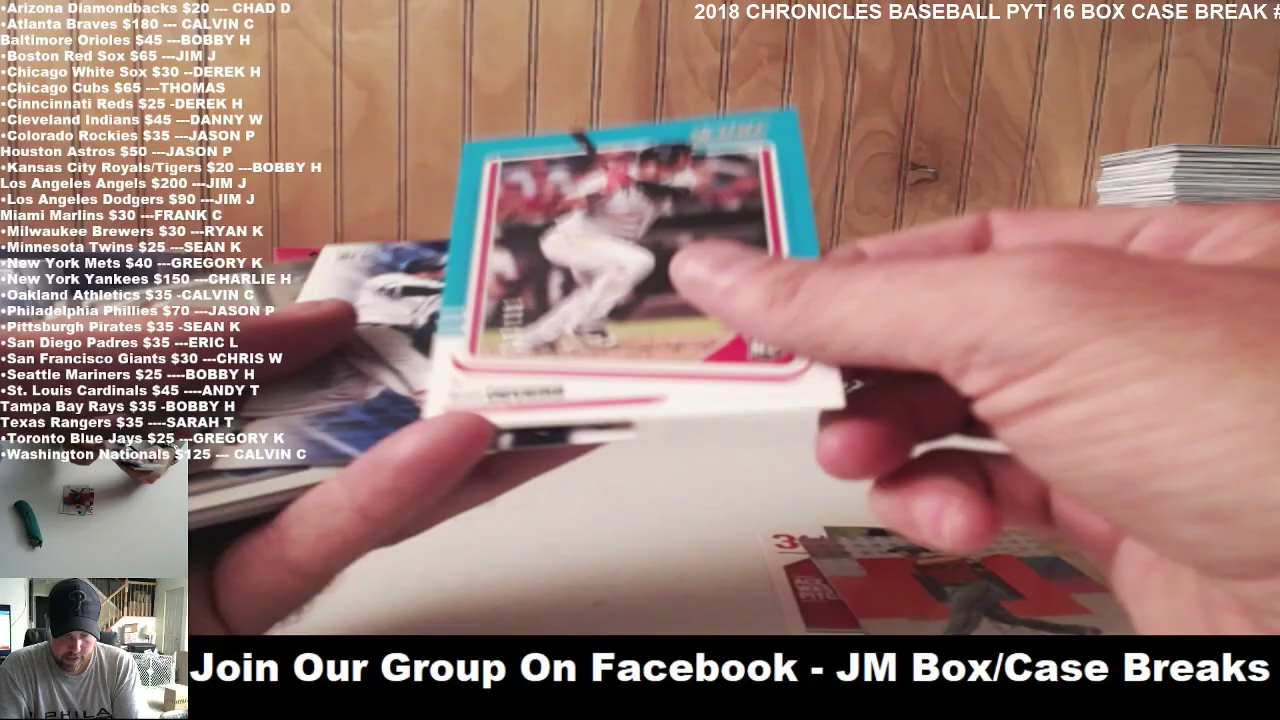 •Arizona Diamondbacks $20 --- CHAD D
•Atlanta Braves $180 --- CALVIN C
Baltimore Orioles $45 ---BOBBY H
•Boston Red Sox $65 ---JIM J
•Chicago White Sox $30 --DEREK H
•Chicago Cubs $65 ---THOMAS
•Cinncinnati Reds $25 -DEREK H
•Cleveland Indians $45 ---DANNY W
•Colorado Rockies $35 ---JASON P
Houston Astros $50 ---JASON P
•Kansas City Royals/Tigers $20 ---BOBBY H
Los Angeles Angels $200 ---JIM J
•Los Angeles Dodgers $90 ---JIM J
Miami Marlins $30 ---FRANK C
•Milwaukee Brewers $30 ---RYAN K
•Minnesota Twins $25 ---SEAN K
•New York Mets $40 ---GREGORY K
•New York Yankees $150 ---CHARLIE H
•Oakland Athletics $35 -CALVIN C
•Philadelphia Phillies $70 ---JASON P
•Pittsburgh Pirates $35 -SEAN K
•San Diego Padres $35 ---ERIC L
•San Francisco Giants $30 ---CHRIS W
•Seattle Mariners $25 ----BOBBY H
•St. Louis Cardinals $45 ----ANDY T
Tampa Bay Rays $35 -BOBBY H
Texas Rangers $35 ----SARAH T
•Toronto Blue Jays $25 ---GREGORY K
•Washington Nationals $125 --- CALVIN C
2018 CHRONICLES BASEBALL PYT 16 BOX CASE BREAK #
Join Our Group On Facebook - JM Box/Case Breaks